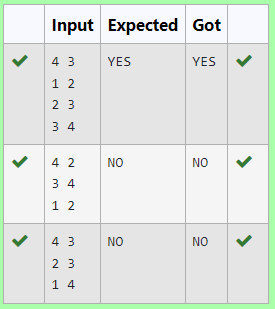 Input Expected Got
4 3 YES YES
1 2
2 3
3 4
4 2 NO NO
3 4
1 2
4 3 NO NO
2 3
1 4